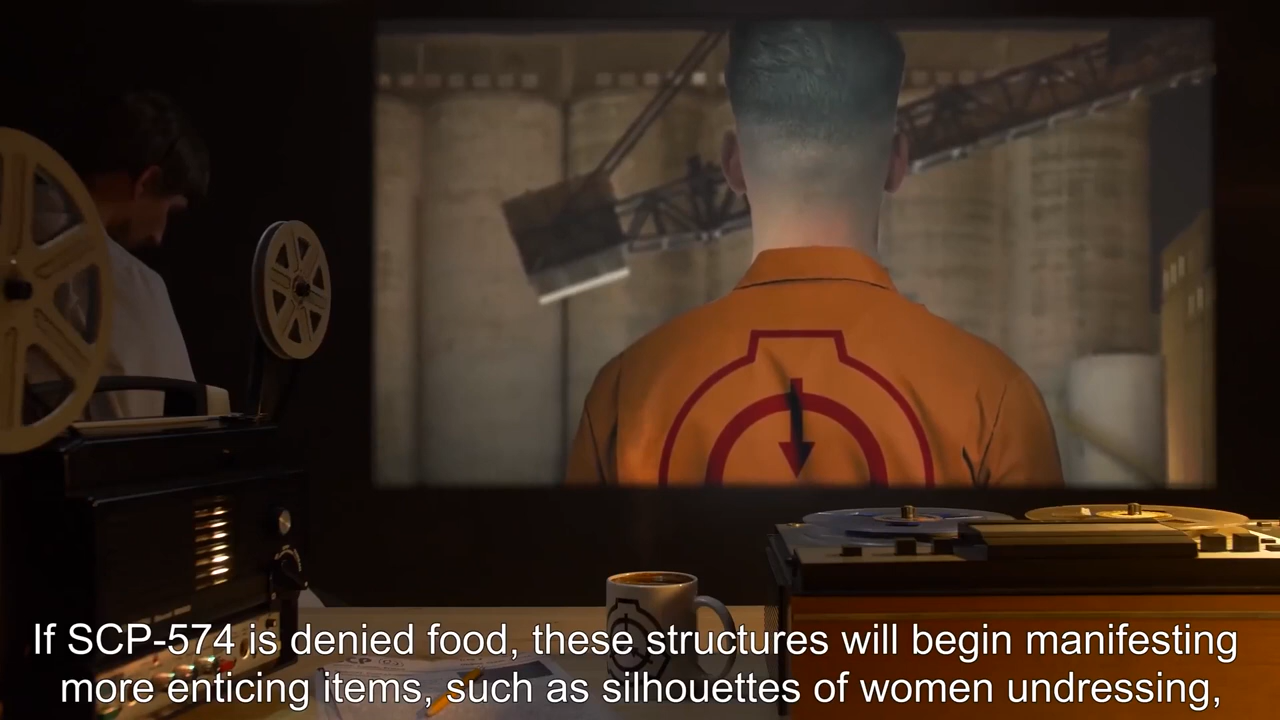 If SCP-574 is denied food, these structures will begin manifesting
more enticing items, such as silhouettes of women undressing,